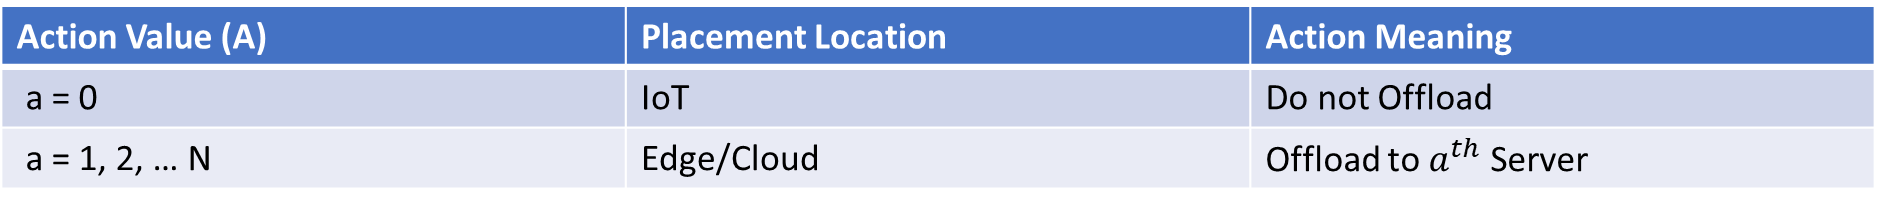 Action Value (A) Placement Location Action Meaning
a = 0 IoT Do not Offload
a = 1, 2, ... N Edge/Cloud Offload to a^th Server